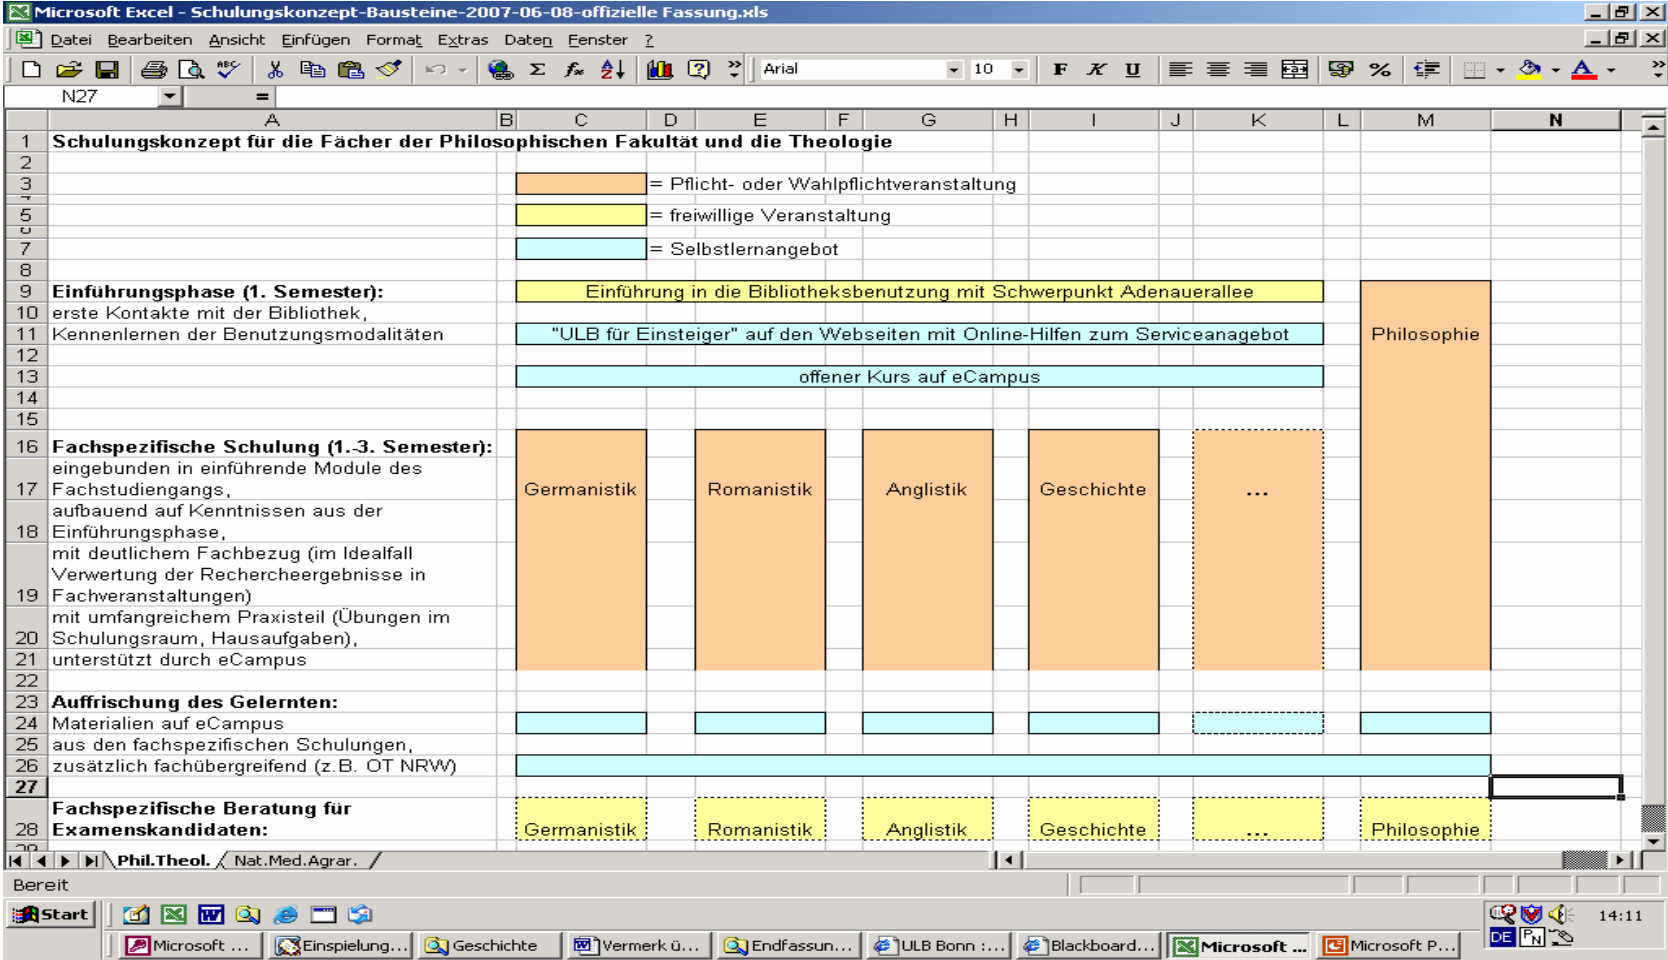 Microsoft Excel - Schulungskonzept-Bausteine-2007-06-08-offizielle Fassung.xls
Datei Bearbeiten Ansicht Einfügen Format Extras Daten Fenster ?
Arial 10 F K U %
N27 =
A B C D E F G H I J K L M N
1 Schulungskonzept für die Fächer der Philosophischen Fakultät und die Theologie
2
3 = Pflicht- oder Wahlpflichtveranstaltung
5 = freiwillige Veranstaltung
7 = Selbstlernangebot
8
9 Einführungsphase (1. Semester): Einführung in die Bibliotheksbenutzung mit Schwerpunkt Adenauerallee
10 erste Kontakte mit der Bibliothek,
11 Kennenlernen der Benutzungsmodalitäten "ULB für Einsteiger" auf den Webseiten mit Online-Hilfen zum Serviceanagebot Philosophie
12
13 offener Kurs auf eCampus
14
15
16 Fachspezifische Schulung (1.-3. Semester):
eingebunden in einführende Module des
17 Fachstudiengangs, Germanistik Romanistik Anglistik Geschichte ...
aufbauend auf Kenntnissen aus der
18 Einführungsphase,
mit deutlichem Fachbezug (im Idealfall
Verwertung der Rechercheergebnisse in
19 Fachveranstaltungen)
mit umfangreichem Praxisteil (Übungen im
20 Schulungsraum, Hausaufgaben),
21 unterstützt durch eCampus
22
23 Auffrischung des Gelernten:
24 Materialien auf eCampus
25 aus den fachspezifischen Schulungen,
26 zusätzlich fachübergreifend (z.B. OT NRW)
27
Fachspezifische Beratung für
28 Examenskandidaten: Germanistik Romanistik Anglistik Geschichte ... Philosophie
Phil.Theol. Nat.Med.Agrar.
Bereit
Start 14:11
Microsoft ... Einspielung... Geschichte Vermerk ü... Endfassun... ULB Bonn :... Blackboard... Microsoft ... Microsoft P... DE PN